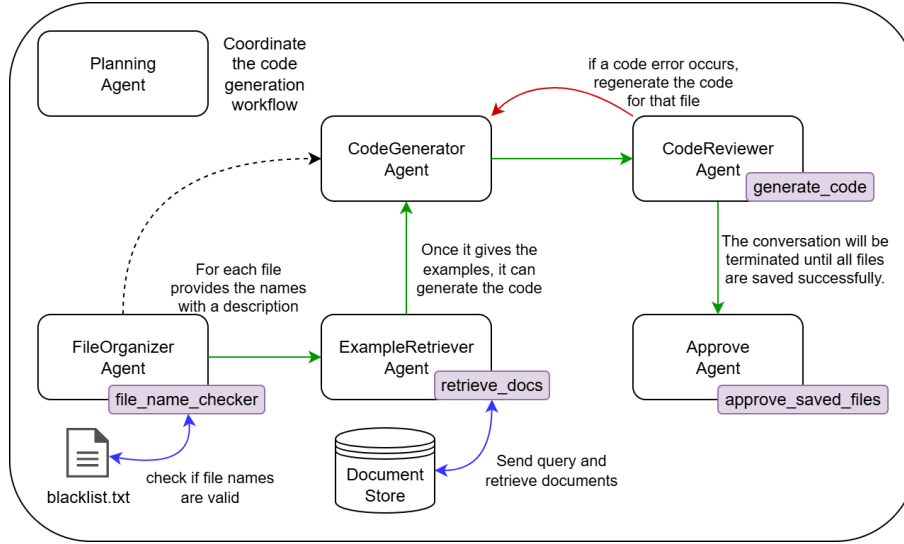 Planning
Agent
Coordinate
the code
generation
workflow
if a code error occurs,
regenerate the code
for that file
CodeGenerator
Agent
CodeReviewer
Agent
generate_code
For each file
provides the names
with a description
Once it gives the
examples, it can
generate the code
The conversation will be
terminated until all files
are saved successfully.
FileOrganizer
Agent
file_name_checker
ExampleRetriever
Agent
retrieve_docs
Approve
Agent
approve_saved_files
blacklist.txt
check if file names
are valid
Document
Store
Send query and
retrieve documents